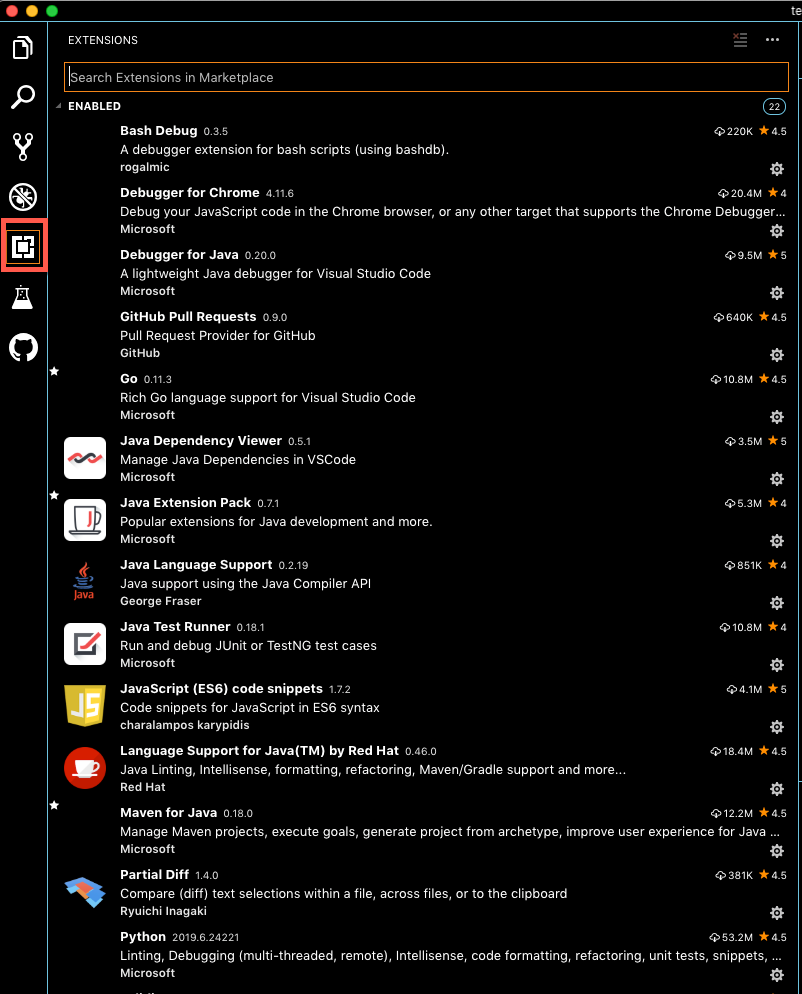 te
EXTENSIONS
Search Extensions in Marketplace
ENABLED 22
Bash Debug 0.3.5 220K 4.5
A debugger extension for bash scripts (using bashdb).
rogalmic
Debugger for Chrome 4.11.6 20.4M 4
Debug your JavaScript code in the Chrome browser, or any other target that supports the Chrome Debugger...
Microsoft
Debugger for Java 0.20.0 9.5M 5
A lightweight Java debugger for Visual Studio Code
Microsoft
GitHub Pull Requests 0.9.0 640K 4.5
Pull Request Provider for GitHub
GitHub
Go 0.11.3 10.8M 4.5
Rich Go language support for Visual Studio Code
Microsoft
Java Dependency Viewer 0.5.1 3.5M 5
Manage Java Dependencies in VSCode
Microsoft
J
Java Extension Pack 0.7.1 5.3M 4
Popular extensions for Java development and more.
Microsoft
Java
Java Language Support 0.2.19 851K 4
Java support using the Java Compiler API
George Fraser
Java Test Runner 0.18.1 10.8M 4
Run and debug JUnit or TestNG test cases
Microsoft
JS
JavaScript (ES6) code snippets 1.7.2 4.1M 5
Code snippets for JavaScript in ES6 syntax
charalampos karypidis
Language Support for Java(TM) by Red Hat 0.46.0 18.4M 4.5
Java Linting, Intellisense, formatting, refactoring, Maven/Gradle support and more...
Red Hat
Maven for Java 0.18.0 12.2M 4.5
Manage Maven projects, execute goals, generate project from archetype, improve user experience for Java ...
Microsoft
Partial Diff 1.4.0 381K 4.5
Compare (diff) text selections within a file, across files, or to the clipboard
Ryuichi Inagaki
Python 2019.6.24221 53.2M 4.5
Linting, Debugging (multi-threaded, remote), Intellisense, code formatting, refactoring, unit tests, snippets, ...
Microsoft